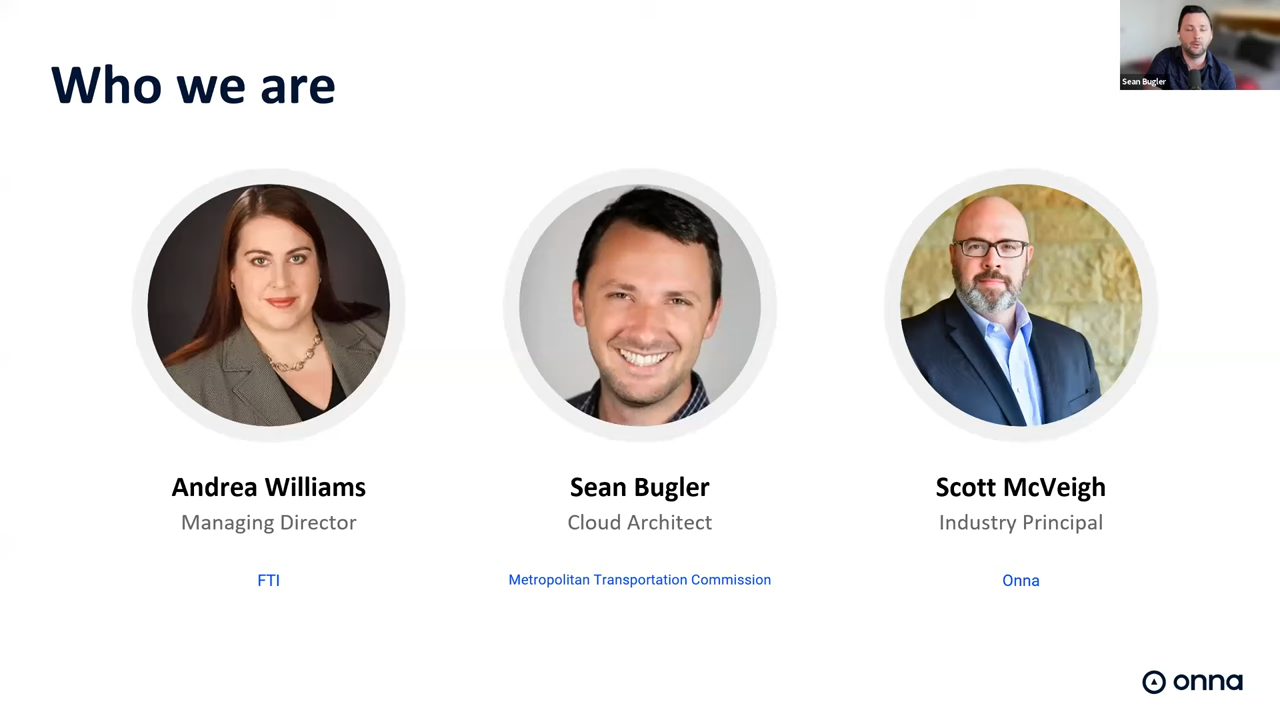 Who we are
Sean Bugler
Andrea Williams
Managing Director
FTI
Sean Bugler
Cloud Architect
Metropolitan Transportation Commission
Scott McVeigh
Industry Principal
Onna
onna